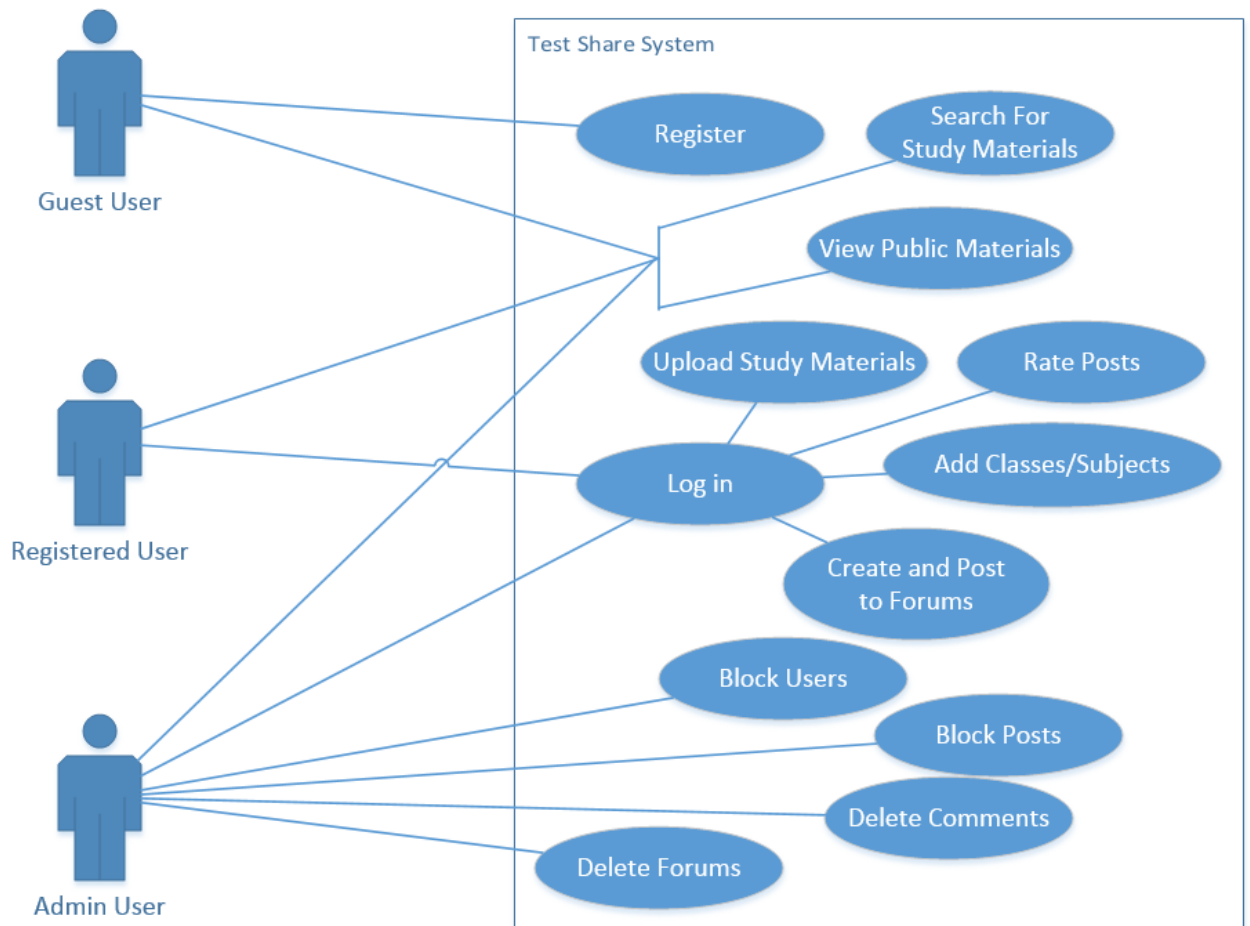 Test Share System
Guest User
Register
Search For
Study Materials
View Public Materials
Upload Study Materials
Rate Posts
Registered User
Log in
Add Classes/Subjects
Create and Post
to Forums
Block Users
Block Posts
Delete Comments
Delete Forums
Admin User